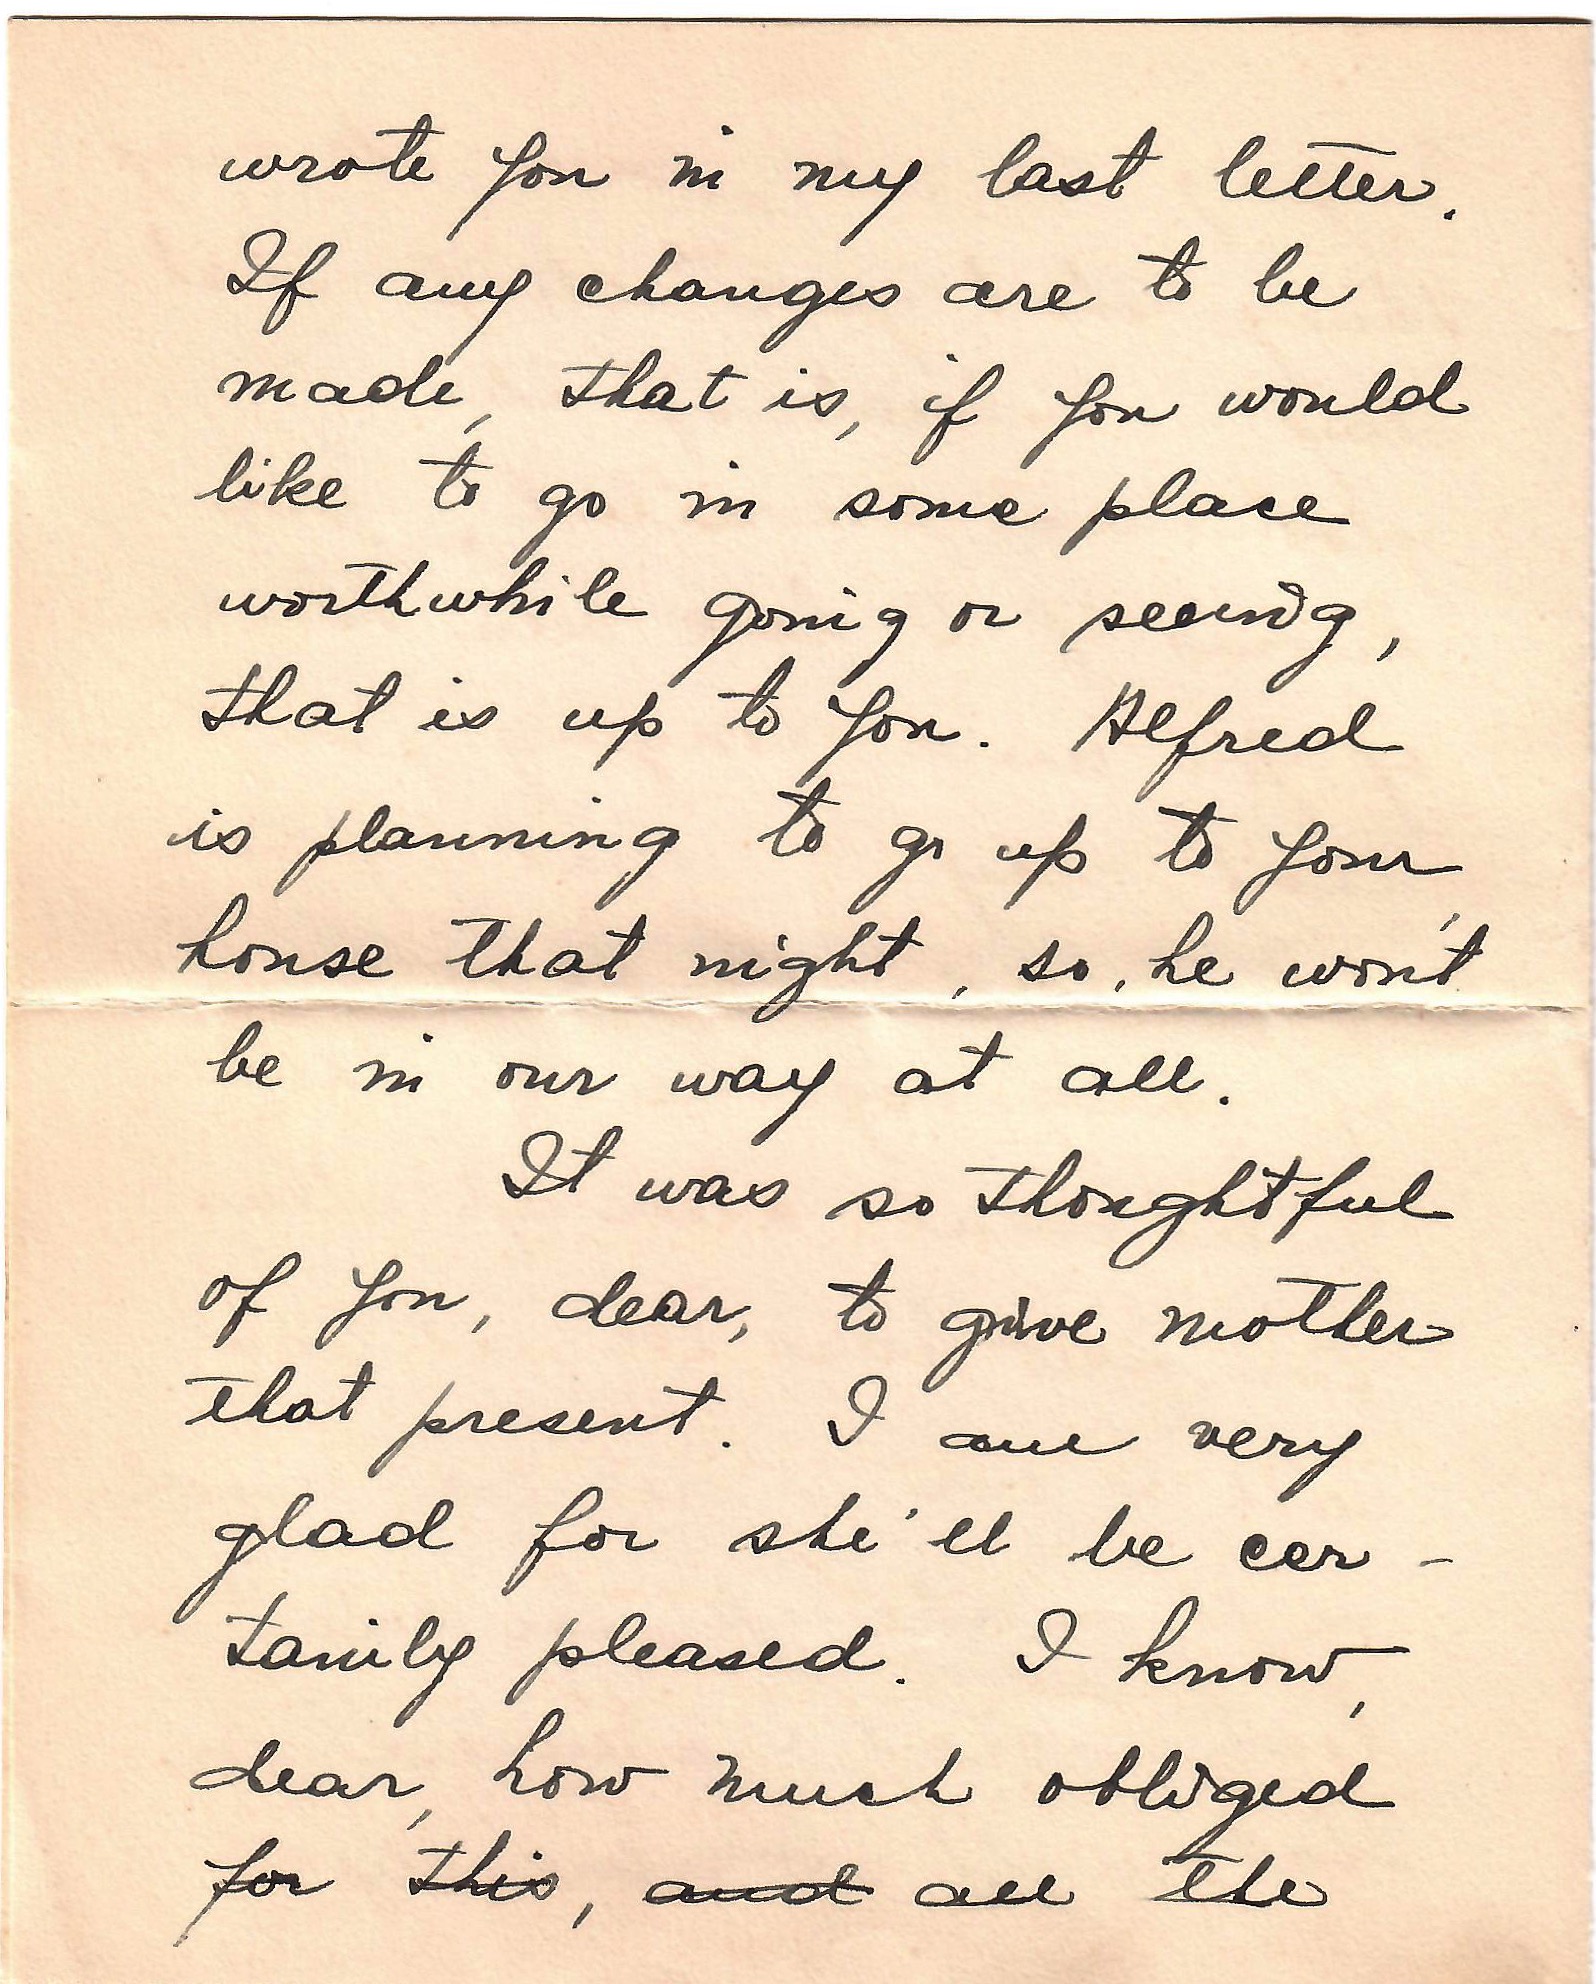 wrote you in my last letter.
If any changes are to be
made, that is, if you would
like to go in some place
worthwhile going or seeing,
that is up to you. Alfred
is planning to go up to your
house that night, so, he won't
be in our way at all.
It was so thoughtful
of you, dear, to give mother
that present. I am very
glad for she'll be cer-
tainly pleased. I know,
dear, how much obliged
for this, and all the